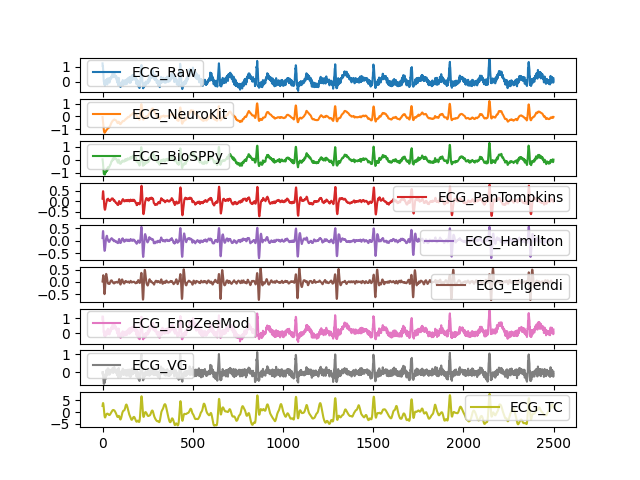 1
0
ECG_Raw
1
0
−1
ECG_NeuroKit
1
0
−1
ECG_BioSPPy
0.5
0.0
−0.5
ECG_PanTompkins
0.5
0.0
−0.5
ECG_Hamilton
0.5
0.0
−0.5
ECG_Elgendi
1
0
ECG_EngZeeMod
1
0
ECG_VG
5
0
−5
ECG_TC
0 500 1000 1500 2000 2500